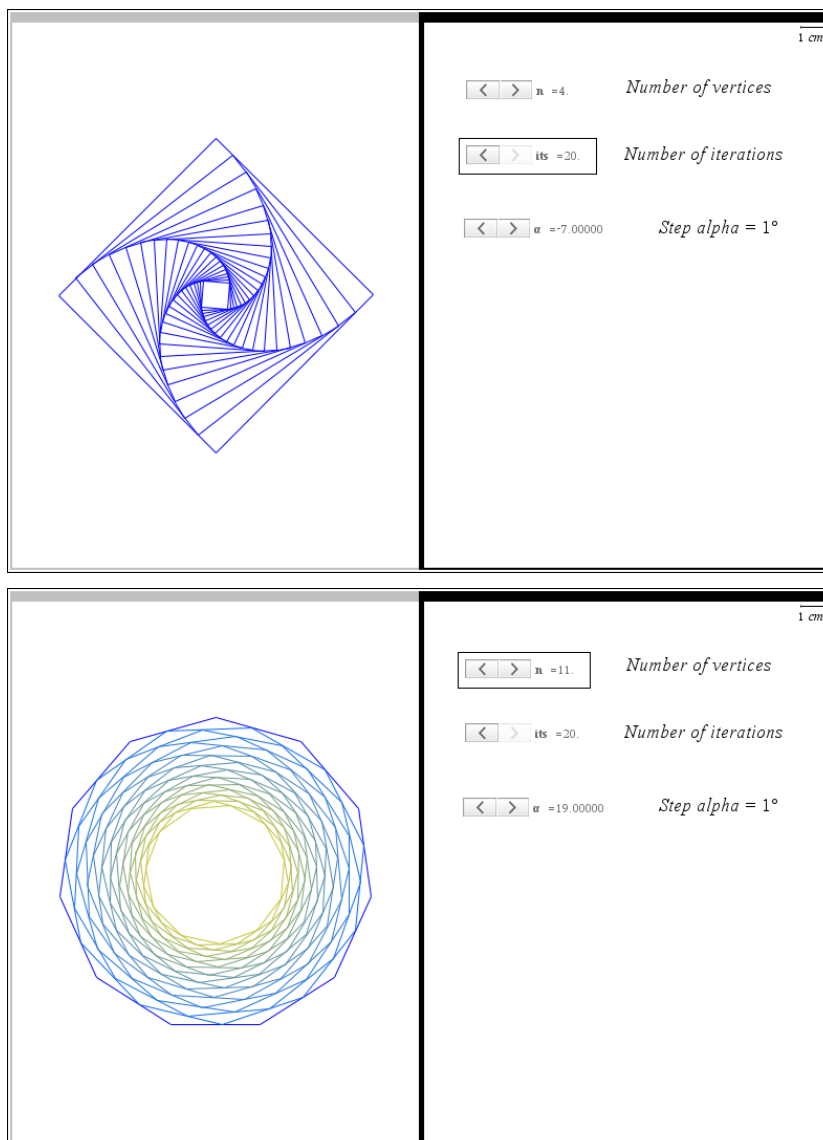 1 cm
n =4. Number of vertices
its =20. Number of iterations
α =-7.00000 Step alpha = 1°
1 cm
n =11. Number of vertices
its =20. Number of iterations
α =19.00000 Step alpha = 1°